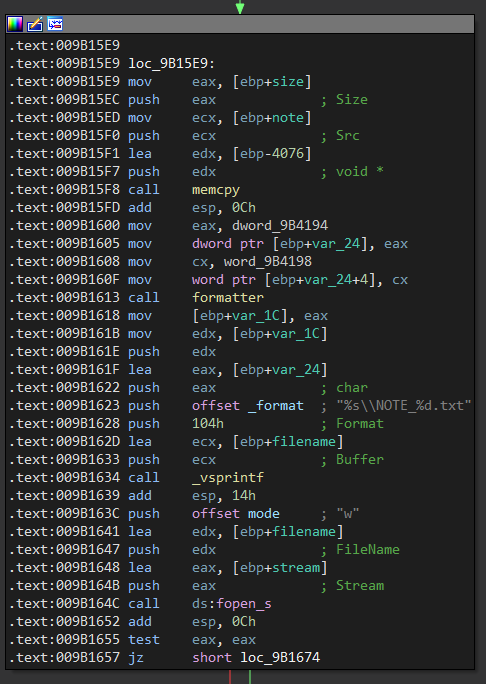 .text:009B15E9
.text:009B15E9 loc_9B15E9:
.text:009B15E9 mov     eax, [ebp+size]
.text:009B15EC push    eax             ; Size
.text:009B15ED mov     ecx, [ebp+note]
.text:009B15F0 push    ecx             ; Src
.text:009B15F1 lea     edx, [ebp-4076]
.text:009B15F7 push    edx             ; void *
.text:009B15F8 call    memcpy
.text:009B15FD add     esp, 0Ch
.text:009B1600 mov     eax, dword_9B4194
.text:009B1605 mov     dword ptr [ebp+var_24], eax
.text:009B1608 mov     cx, word_9B4198
.text:009B160F mov     word ptr [ebp+var_24+4], cx
.text:009B1613 call    formatter
.text:009B1618 mov     [ebp+var_1C], eax
.text:009B161B mov     edx, [ebp+var_1C]
.text:009B161E push    edx
.text:009B161F lea     eax, [ebp+var_24]
.text:009B1622 push    eax             ; char
.text:009B1623 push    offset _format  ; "%s\\NOTE_%d.txt"
.text:009B1628 push    104h            ; Format
.text:009B162D lea     ecx, [ebp+filename]
.text:009B1633 push    ecx             ; Buffer
.text:009B1634 call    _vsprintf
.text:009B1639 add     esp, 14h
.text:009B163C push    offset mode     ; "w"
.text:009B1641 lea     edx, [ebp+filename]
.text:009B1647 push    edx             ; FileName
.text:009B1648 lea     eax, [ebp+stream]
.text:009B164B push    eax             ; Stream
.text:009B164C call    ds:fopen_s
.text:009B1652 add     esp, 0Ch
.text:009B1655 test    eax, eax
.text:009B1657 jz      short loc_9B1674